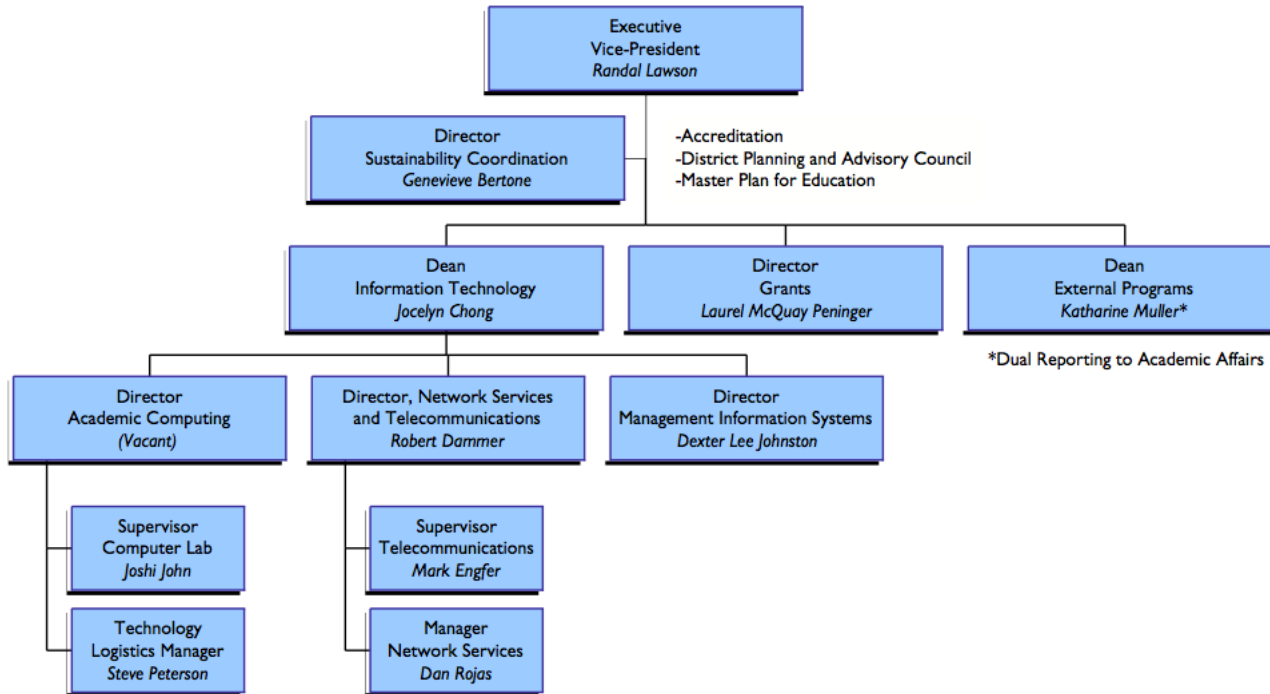 Executive
Vice-President
Randal Lawson
Director
Sustainability Coordination
Genevieve Bertone
-Accreditation
-District Planning and Advisory Council
-Master Plan for Education
Dean
Information Technology
Jocelyn Chong
Director
Grants
Laurel McQuay Peninger
Dean
External Programs
Katharine Muller*
*Dual Reporting to Academic Affairs
Director
Academic Computing
(Vacant)
Director, Network Services
and Telecommunications
Robert Dammer
Director
Management Information Systems
Dexter Lee Johnston
Supervisor
Computer Lab
Joshi John
Supervisor
Telecommunications
Mark Engfer
Technology
Logistics Manager
Steve Peterson
Manager
Network Services
Dan Rojas